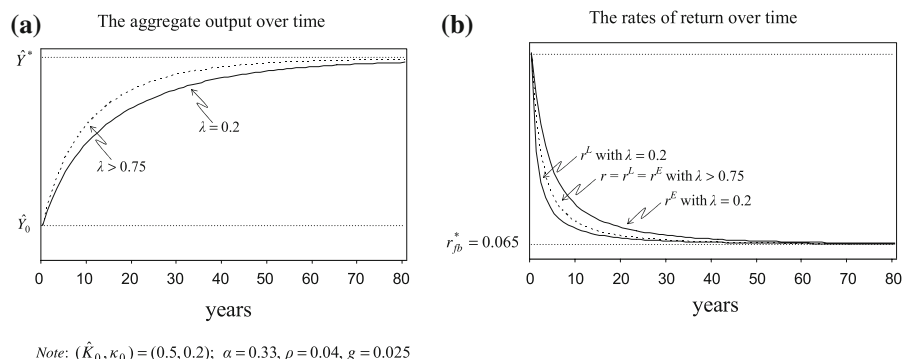 (a) The aggregate output over time
Ŷ*
λ = 0.2
λ > 0.75
Ŷ₀
0 10 20 30 40 50 60 70 80
years
(b) The rates of return over time
r^L with λ = 0.2
r = r^L = r^E with λ > 0.75
r^E with λ = 0.2
r*_fb = 0.065
0 10 20 30 40 50 60 70 80
years
Note: (K̂₀, κ₀) = (0.5, 0.2); α = 0.33, ρ = 0.04, g = 0.025